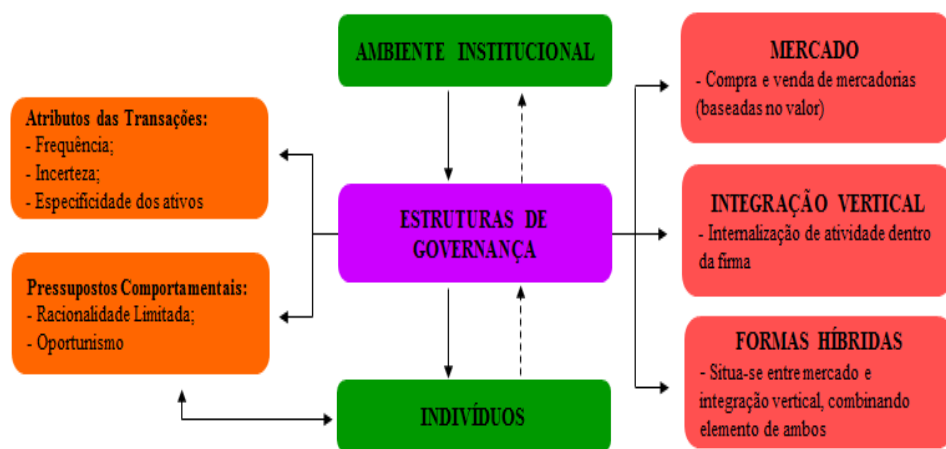 AMBIENTE INSTITUCIONAL
Atributos das Transações:
- Frequência;
- Incerteza;
- Especificidade dos ativos
Pressupostos Comportamentais:
- Racionalidade Limitada;
- Oportunismo
ESTRUTURAS DE
GOVERNANÇA
INDIVÍDUOS
MERCADO
- Compra e venda de mercadorias
(baseadas no valor)
INTEGRAÇÃO VERTICAL
- Internalização de atividade dentro
da firma
FORMAS HÍBRIDAS
- Situa-se entre mercado e
integração vertical, combinando
elemento de ambos